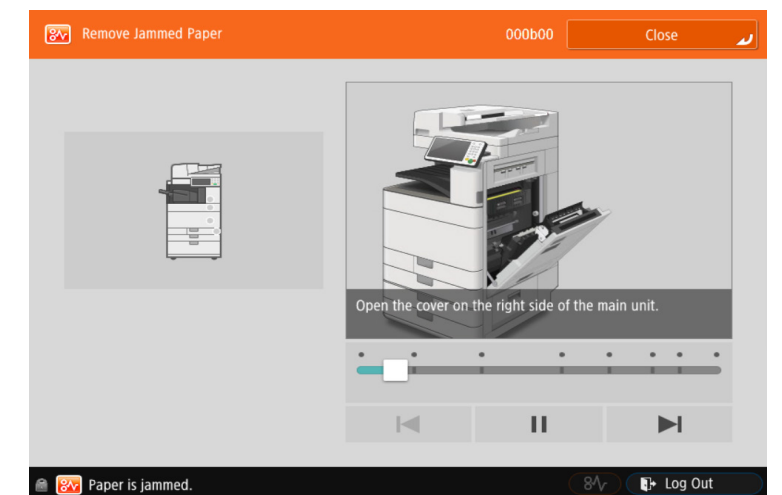 Remove Jammed Paper
000b00
Close
Open the cover on the right side of the main unit.
Paper is jammed.
Log Out